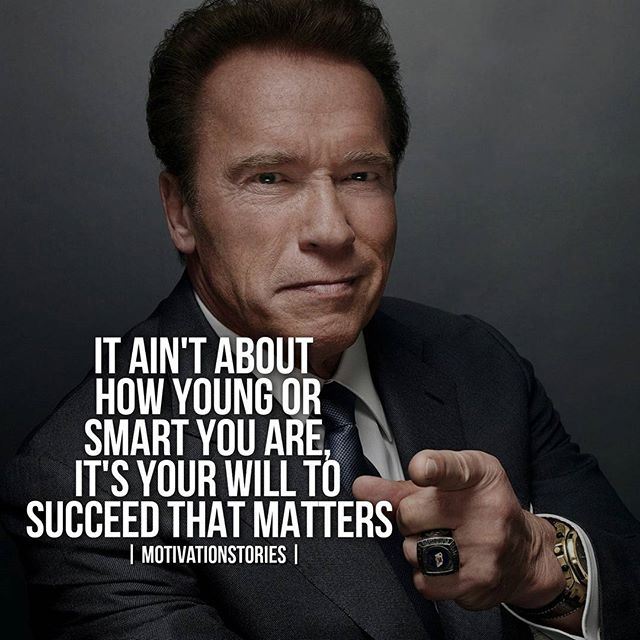 IT AIN'T ABOUT
HOW YOUNG OR
SMART YOU ARE,
IT'S YOUR WILL TO
SUCCEED THAT MATTERS
| MOTIVATIONSTORIES |